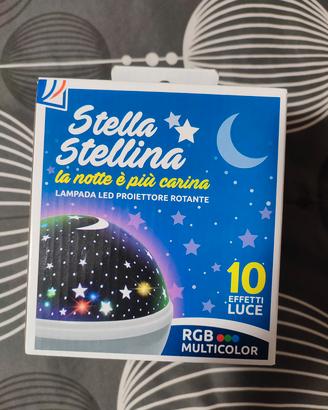 Stella
Stellina
la notte è più carina
LAMPADA LED PROIETTORE ROTANTE
10
EFFETTI
LUCE
RGB
MULTICOLOR